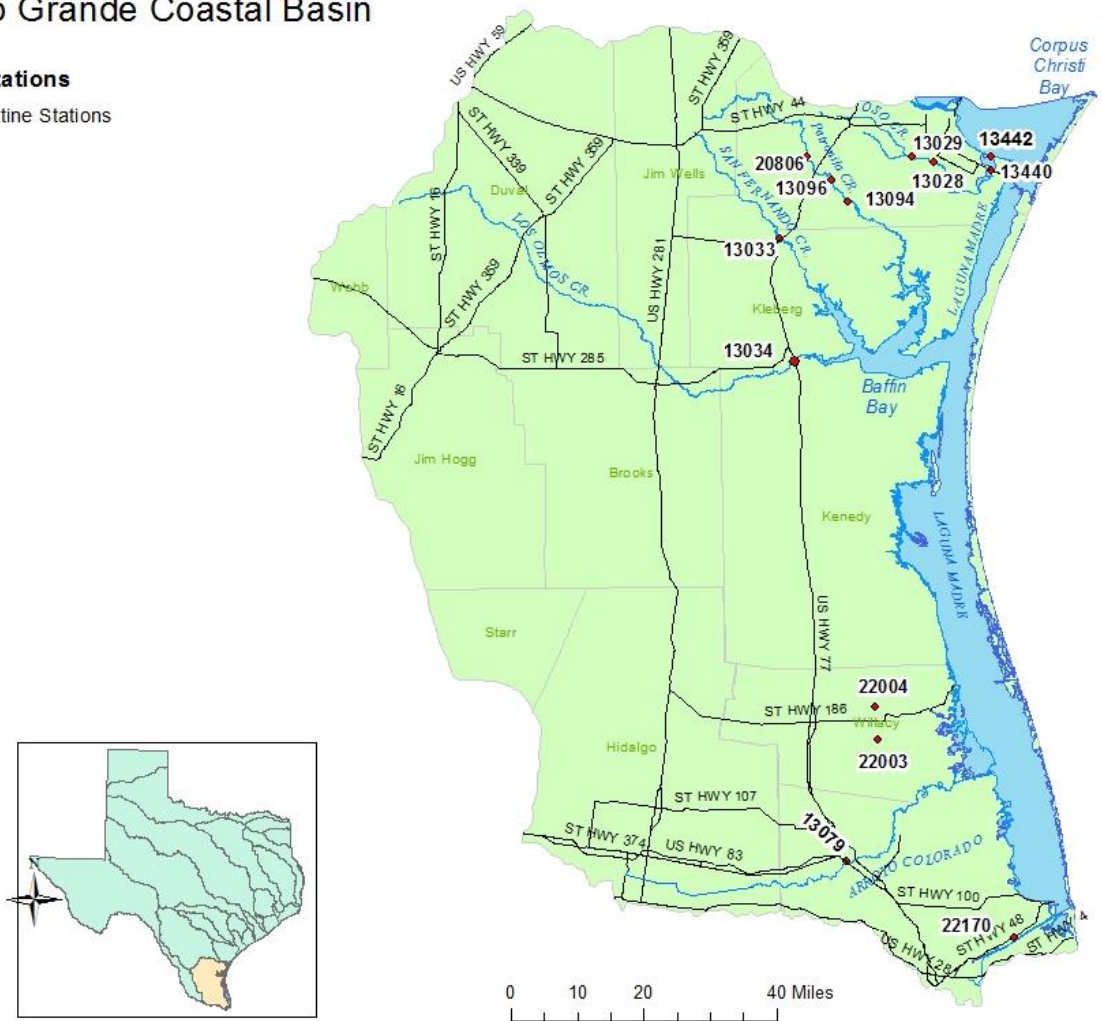 Grande Coastal Basin
tine Stations
Corpus
Christi
Bay
US HWY 59
ST HWY 359
ST HWY 44
OSO CR.
13029
13442
13440
13028
20806
Patronila CR.
13096
13094
ST HWY 339
ST HWY 359
Duval
Jim Wells
SAN FERNANDO CR.
ST HWY 16
LOS OLMOS CR.
US HWY 281
13033
LAGUNA MADRE
Webb
ST HWY 359
Kleberg
ST HWY 285
13034
Baffin
Bay
ST HWY 16
Jim Hogg
Brooks
Kenedy
LAGUNA MADRE
US HWY 77
Starr
22004
ST HWY 186
Willacy
22003
Hidalgo
ST HWY 107
13079
ST HWY 374
US HWY 83
ARROYO COLORADO
ST HWY 100
22170
ST HWY 48
ST HWY 4
US HWY 281
N
0 10 20 40 Miles